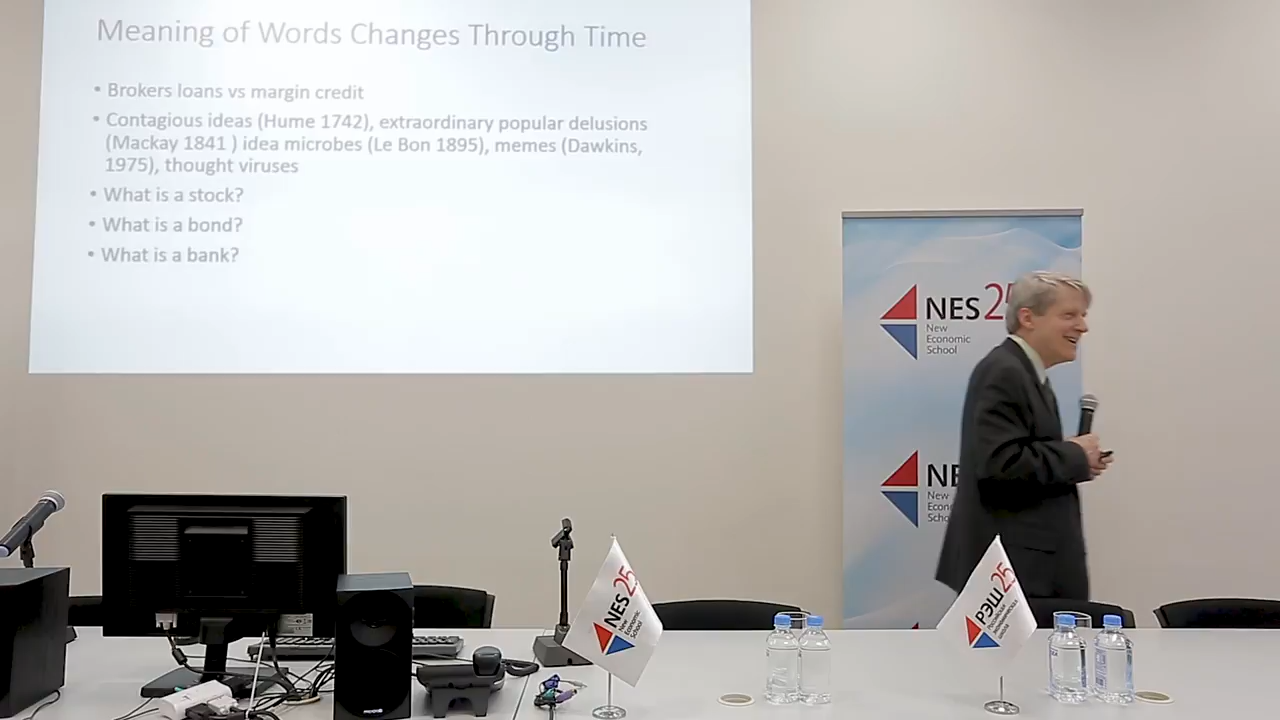 Meaning of Words Changes Through Time
• Brokers loans vs margin credit
• Contagious ideas (Hume 1742), extraordinary popular delusions
(Mackay 1841 ) idea microbes (Le Bon 1895), memes (Dawkins,
1975), thought viruses
• What is a stock?
• What is a bond?
• What is a bank?
NES 25
New
Economic
School
NE
New
Econ
Scho
NES 25
New
Economic
School
РЭШ 25